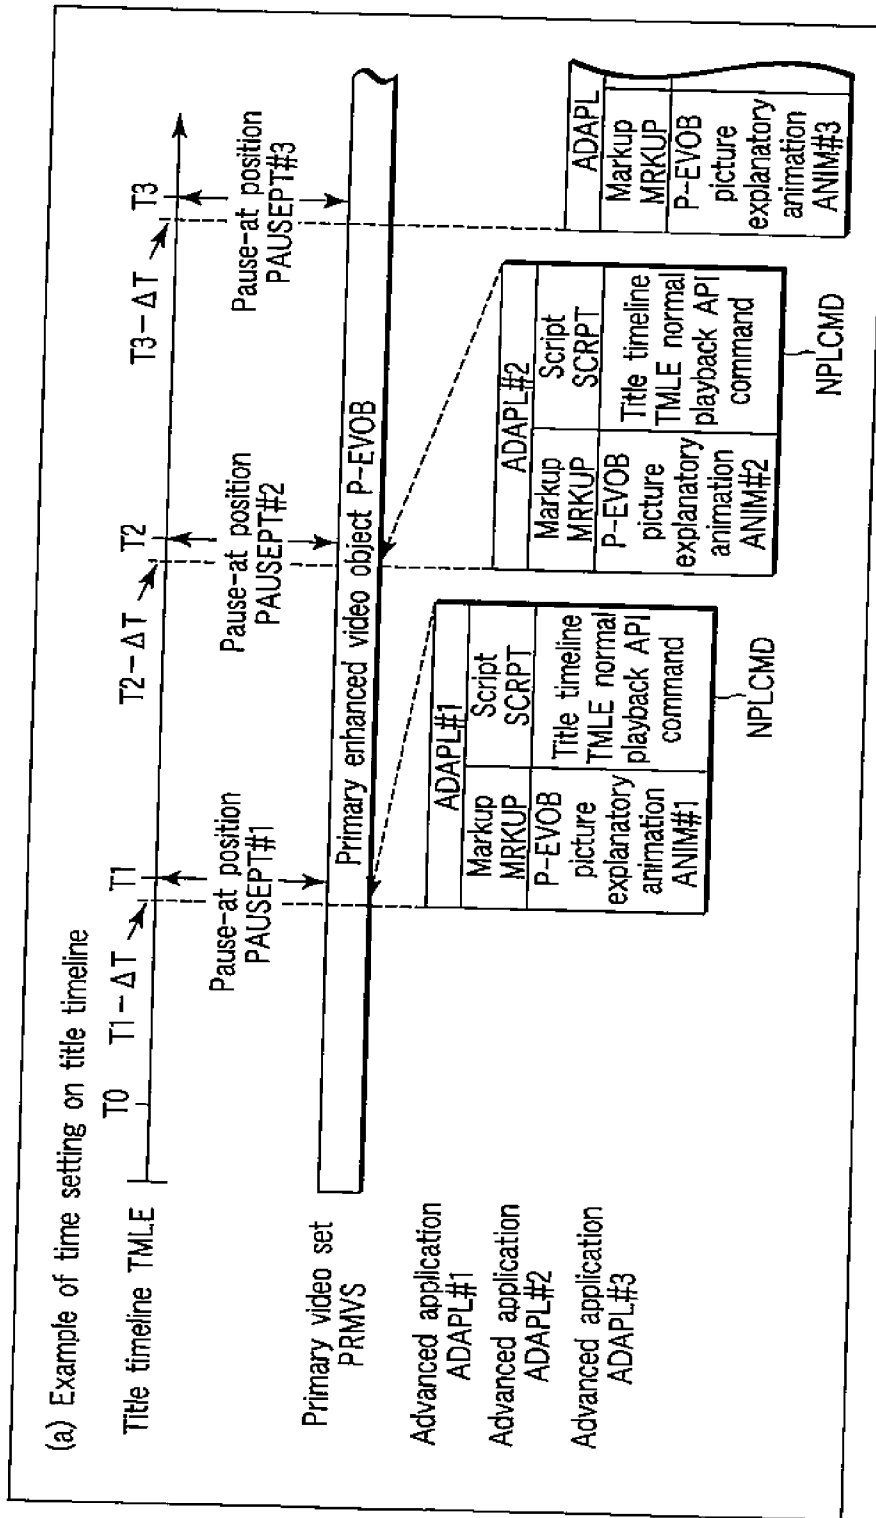 (a) Example of time setting on title timeline
Title timeline TMLE
T0
T1-ΔT
T1
T2-ΔT
T2
T3-ΔT
T3
Pause-at position
PAUSEPT#1
Pause-at position
PAUSEPT#2
Pause-at position
PAUSEPT#3
Primary video set
PRMVS
Primary enhanced video object P-EVOB
Advanced application
ADAPL#1
Advanced application
ADAPL#2
Advanced application
ADAPL#3
ADAPL#1
Markup
MRKUP
Script
SCRPT
P-EVOB
picture
explanatory
animation
ANIM#1
Title timeline
TMLE normal
playback API
command
NPLCMD
ADAPL#2
Markup
MRKUP
Script
SCRPT
P-EVOB
picture
explanatory
animation
ANIM#2
Title timeline
TMLE normal
playback API
command
NPLCMD
ADAPL
Markup
MRKUP
P-EVOB
picture
explanatory
animation
ANIM#3